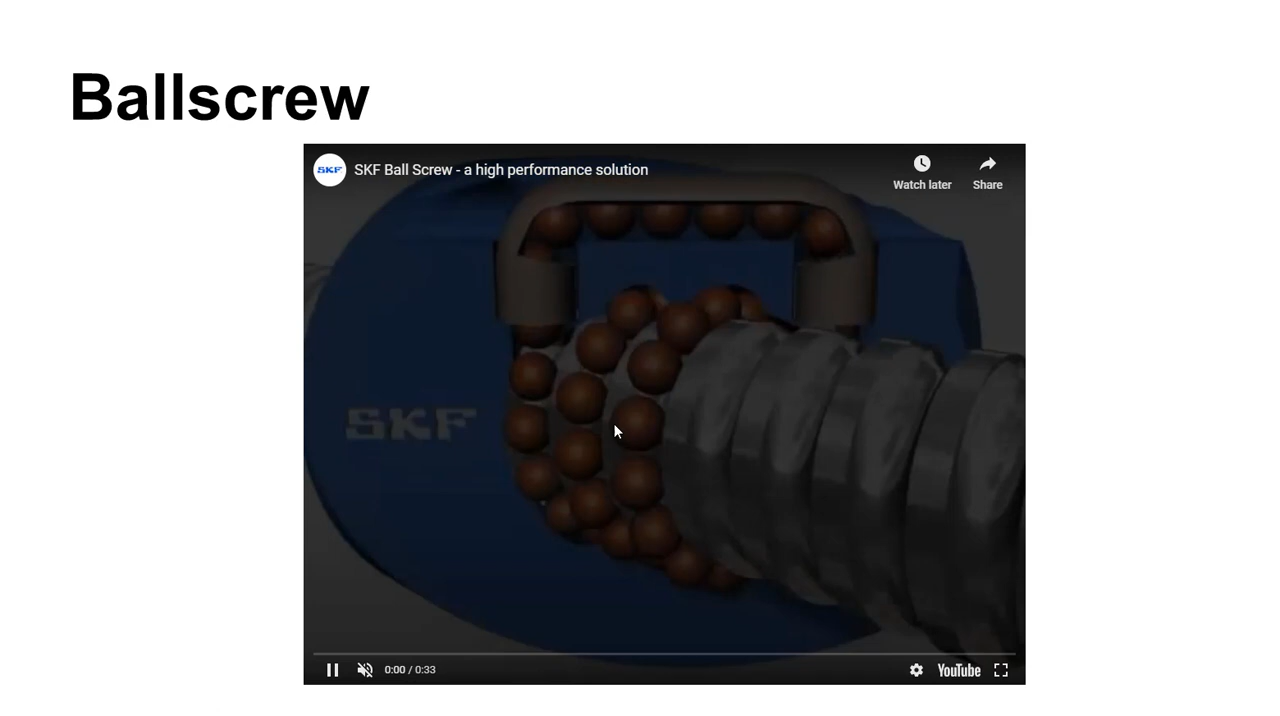 Ballscrew
SKF
SKF Ball Screw - a high performance solution
Watch later
Share
SKF
0:00 / 0:33
YouTube